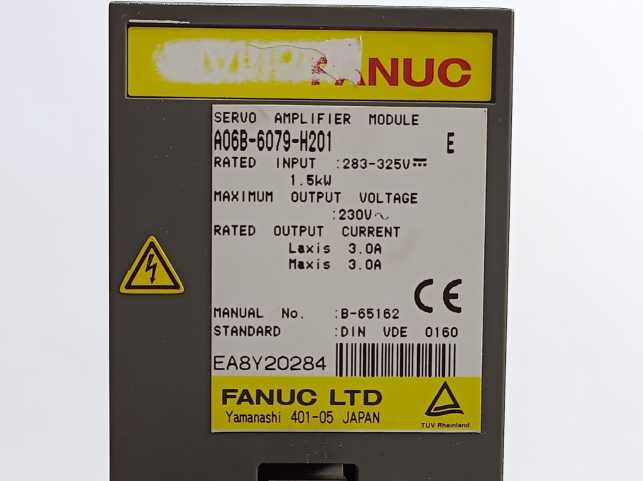 FANUC
SERVO AMPLIFIER MODULE
A06B-6079-H201 E
RATED INPUT :283-325V⎓
1.5kW
MAXIMUM OUTPUT VOLTAGE
:230V∿
RATED OUTPUT CURRENT
Laxis 3.0A
Maxis 3.0A
CE
MANUAL No. :B-65162
STANDARD :DIN VDE 0160
EA8Y20284
FANUC LTD
Yamanashi 401-05 JAPAN
TUV Rheinland